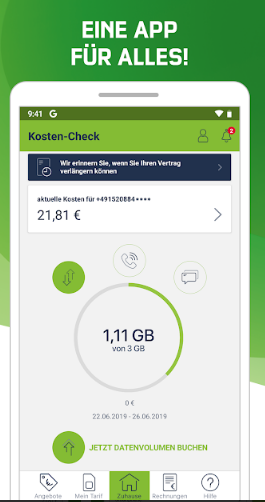 EINE APP
FÜR ALLES!
9:41 G
Kosten-Check
2
Wir erinnern Sie, wenn Sie Ihren Vertrag
verlängern können
aktuelle Kosten für +491520884****
21,81 €
1,11 GB
von 3 GB
0 €
22.06.2019 - 26.06.2019
JETZT DATENVOLUMEN BUCHEN
Angebote Mein Tarif Zuhause Rechnungen Hilfe